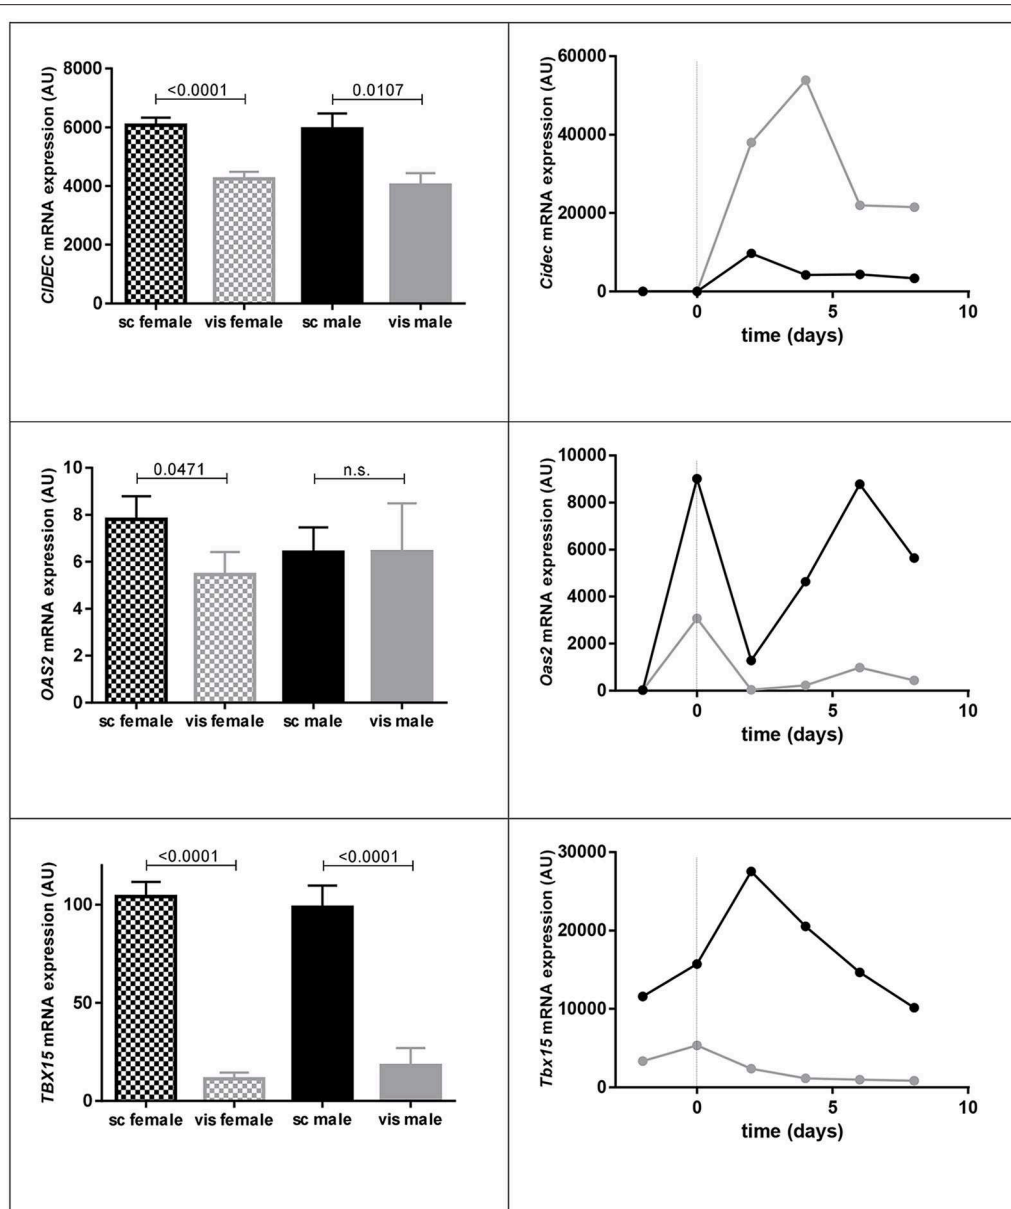 CIDEC mRNA expression (AU)
8000
6000
4000
2000
0
<0.0001
0.0107
sc female vis female sc male vis male
Cidec mRNA expression (AU)
60000
40000
20000
0
0 5 10
time (days)
OAS2 mRNA expression (AU)
10
8
6
4
2
0
0.0471
n.s.
sc female vis female sc male vis male
Oas2 mRNA expression (AU)
10000
8000
6000
4000
2000
0
0 5 10
time (days)
TBX15 mRNA expression (AU)
100
50
0
<0.0001
<0.0001
sc female vis female sc male vis male
Tbx15 mRNA expression (AU)
30000
20000
10000
0
0 5 10
time (days)